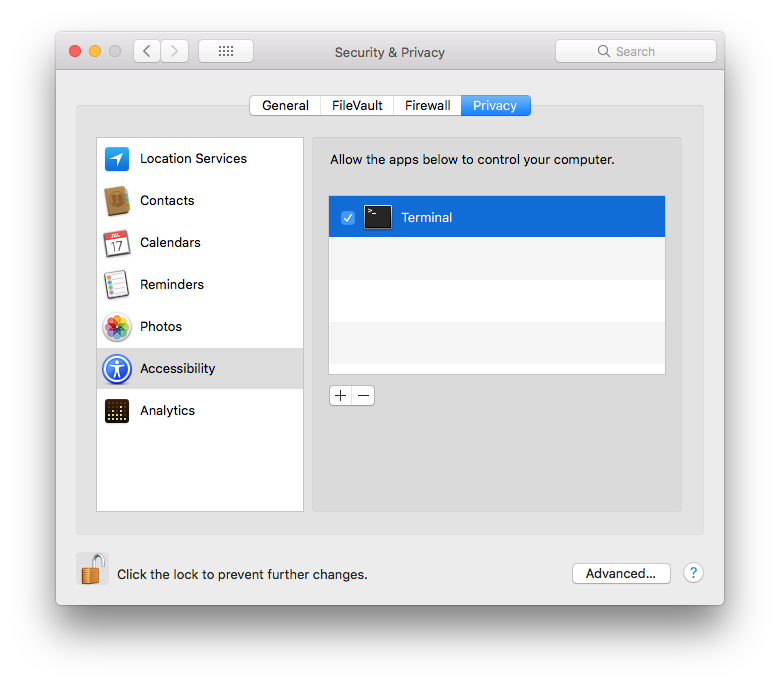 Security & Privacy
Search
General
FileVault
Firewall
Privacy
Location Services
Contacts
Calendars
Reminders
Photos
Accessibility
Analytics
JUL
17
Allow the apps below to control your computer.
>_
Terminal
+
−
Click the lock to prevent further changes.
Advanced...
?